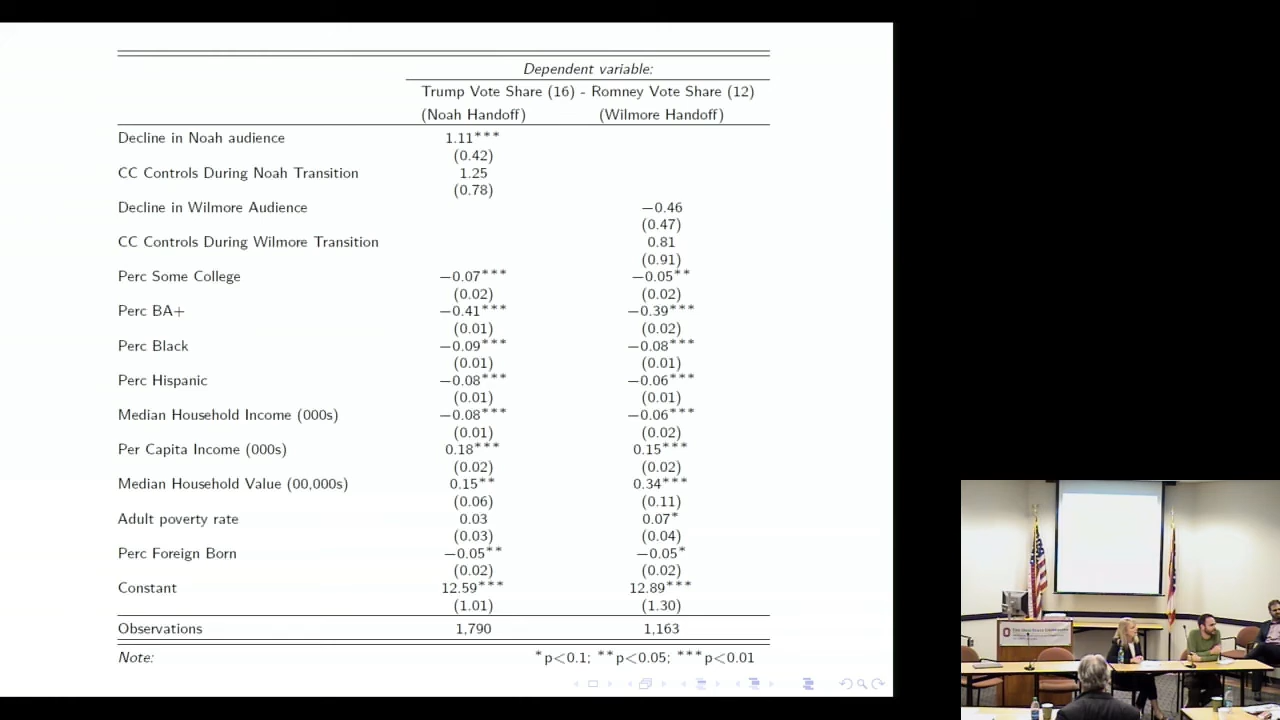 Dependent variable:
Trump Vote Share (16) - Romney Vote Share (12)
(Noah Handoff) (Wilmore Handoff)
Decline in Noah audience 1.11***
(0.42)
CC Controls During Noah Transition 1.25
(0.78)
Decline in Wilmore Audience −0.46
(0.47)
CC Controls During Wilmore Transition 0.81
(0.91)
Perc Some College −0.07*** −0.05**
(0.02) (0.02)
Perc BA+ −0.41*** −0.39***
(0.01) (0.02)
Perc Black −0.09*** −0.08***
(0.01) (0.01)
Perc Hispanic −0.08*** −0.06***
(0.01) (0.01)
Median Household Income (000s) −0.08*** −0.06***
(0.01) (0.02)
Per Capita Income (000s) 0.18*** 0.15***
(0.02) (0.02)
Median Household Value (00,000s) 0.15** 0.34***
(0.06) (0.11)
Adult poverty rate 0.03 0.07*
(0.03) (0.04)
Perc Foreign Born −0.05** −0.05*
(0.02) (0.02)
Constant 12.59*** 12.89***
(1.01) (1.30)
Observations 1,790 1,163
Note: *p<0.1; **p<0.05; ***p<0.01